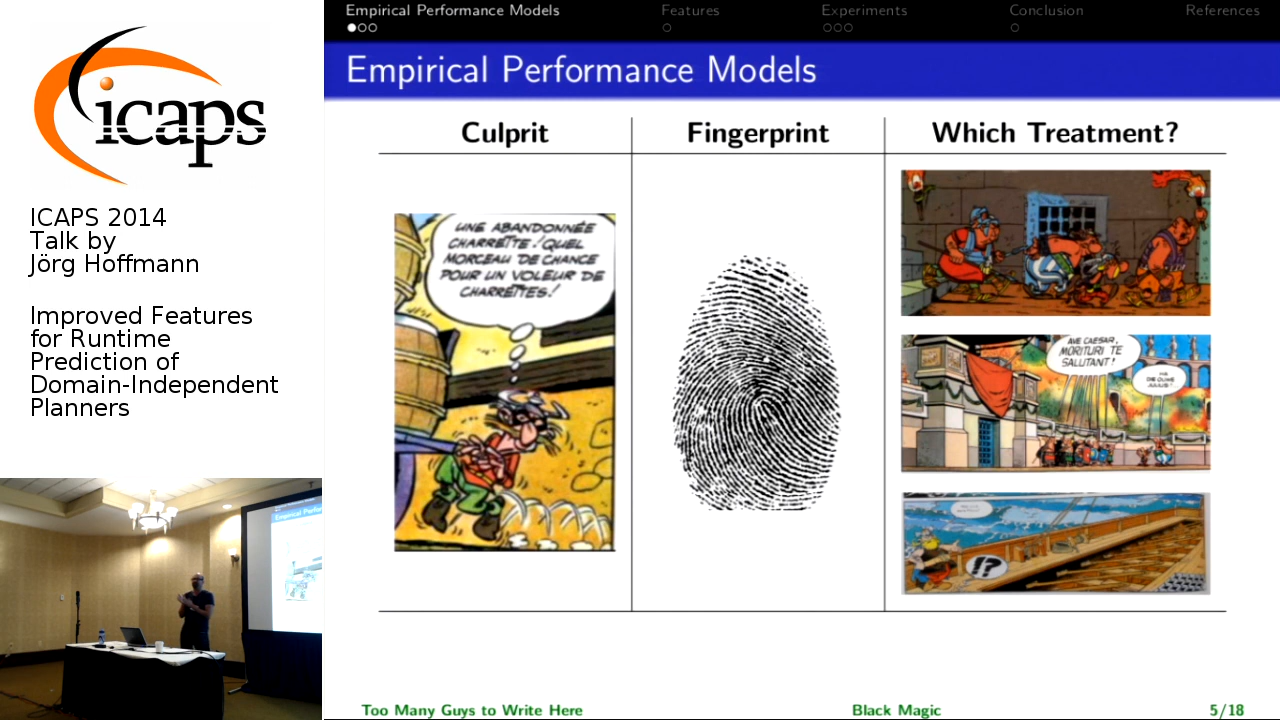 icaps
ICAPS 2014
Talk by
Jörg Hoffmann
Improved Features
for Runtime
Prediction of
Domain-Independent
Planners
Empirical Performance Models
Features
Experiments
Conclusion
References
Empirical Performance Models
Culprit
Fingerprint
Which Treatment?
UNE ABANDONNÉE
CHARRETTE! QUEL
MORCEAU DE CHANCE
POUR UN VOLEUR DE
CHARRETTES!
AVE CAESAR,
MORITURI TE
SALUTANT!
!?
Too Many Guys to Write Here
Black Magic
5/18